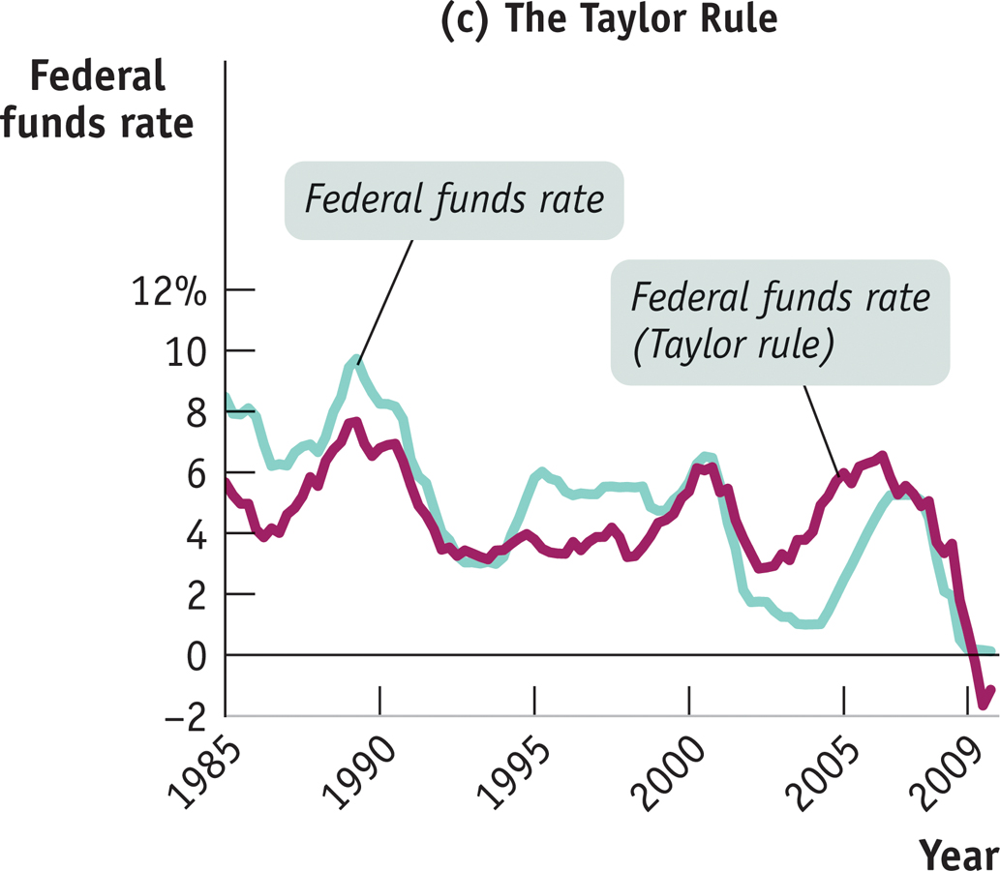 (c) The Taylor Rule
Federal
funds rate
Federal funds rate
Federal funds rate
(Taylor rule)
12%
10
8
6
4
2
0
−2
1985
1990
1995
2000
2005
2009
Year